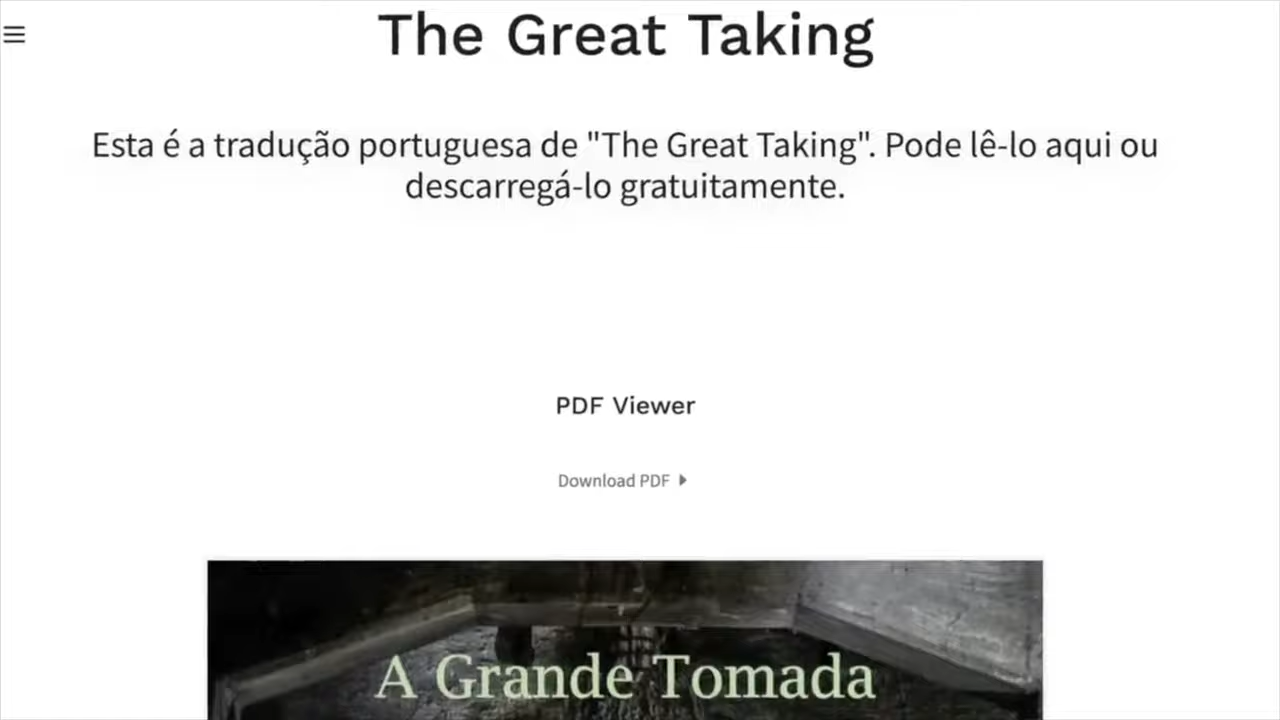 The Great Taking
Esta é a tradução portuguesa de "The Great Taking". Pode lê-lo aqui ou
descarregá-lo gratuitamente.
PDF Viewer
Download PDF
A Grande Tomada